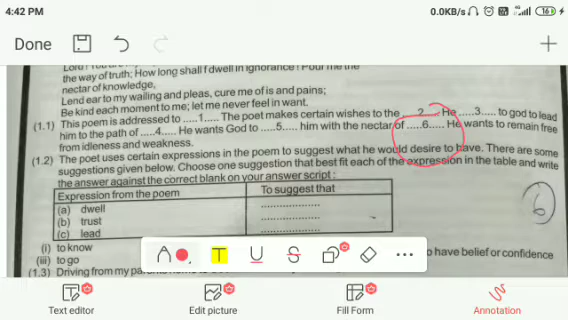 4:42 PM 0.0KB/s 16
Done
the way of truth; How long shall f dwell in ignorance! Pour me the
nectar of knowledge,
Lend ear to my wailing and pleas, cure me of is and pains;
Be kind each moment to me; let me never feel in want.
(1.1) This poem is addressed to .....1..... The poet makes certain wishes to the ....2.... He .....3..... to god to lead
him to the path of .....4..... He wants God to .....5..... him with the nectar of .....6..... He wants to remain free
from idleness and weakness.
(1.2) The poet uses certain expressions in the poem to suggest what he would desire to have. There are some
suggestions given below. Choose one suggestion that best fit each of the expression in the table and write
the answer against the correct blank on your answer script:
Expression from the poem To suggest that
(a) dwell ....................
(b) trust ....................
(c) lead ....................
6
(i) to know
(iii) to go o have belief or confidence
(1.3) Driving from my
Text editor Edit picture Fill Form Annotation